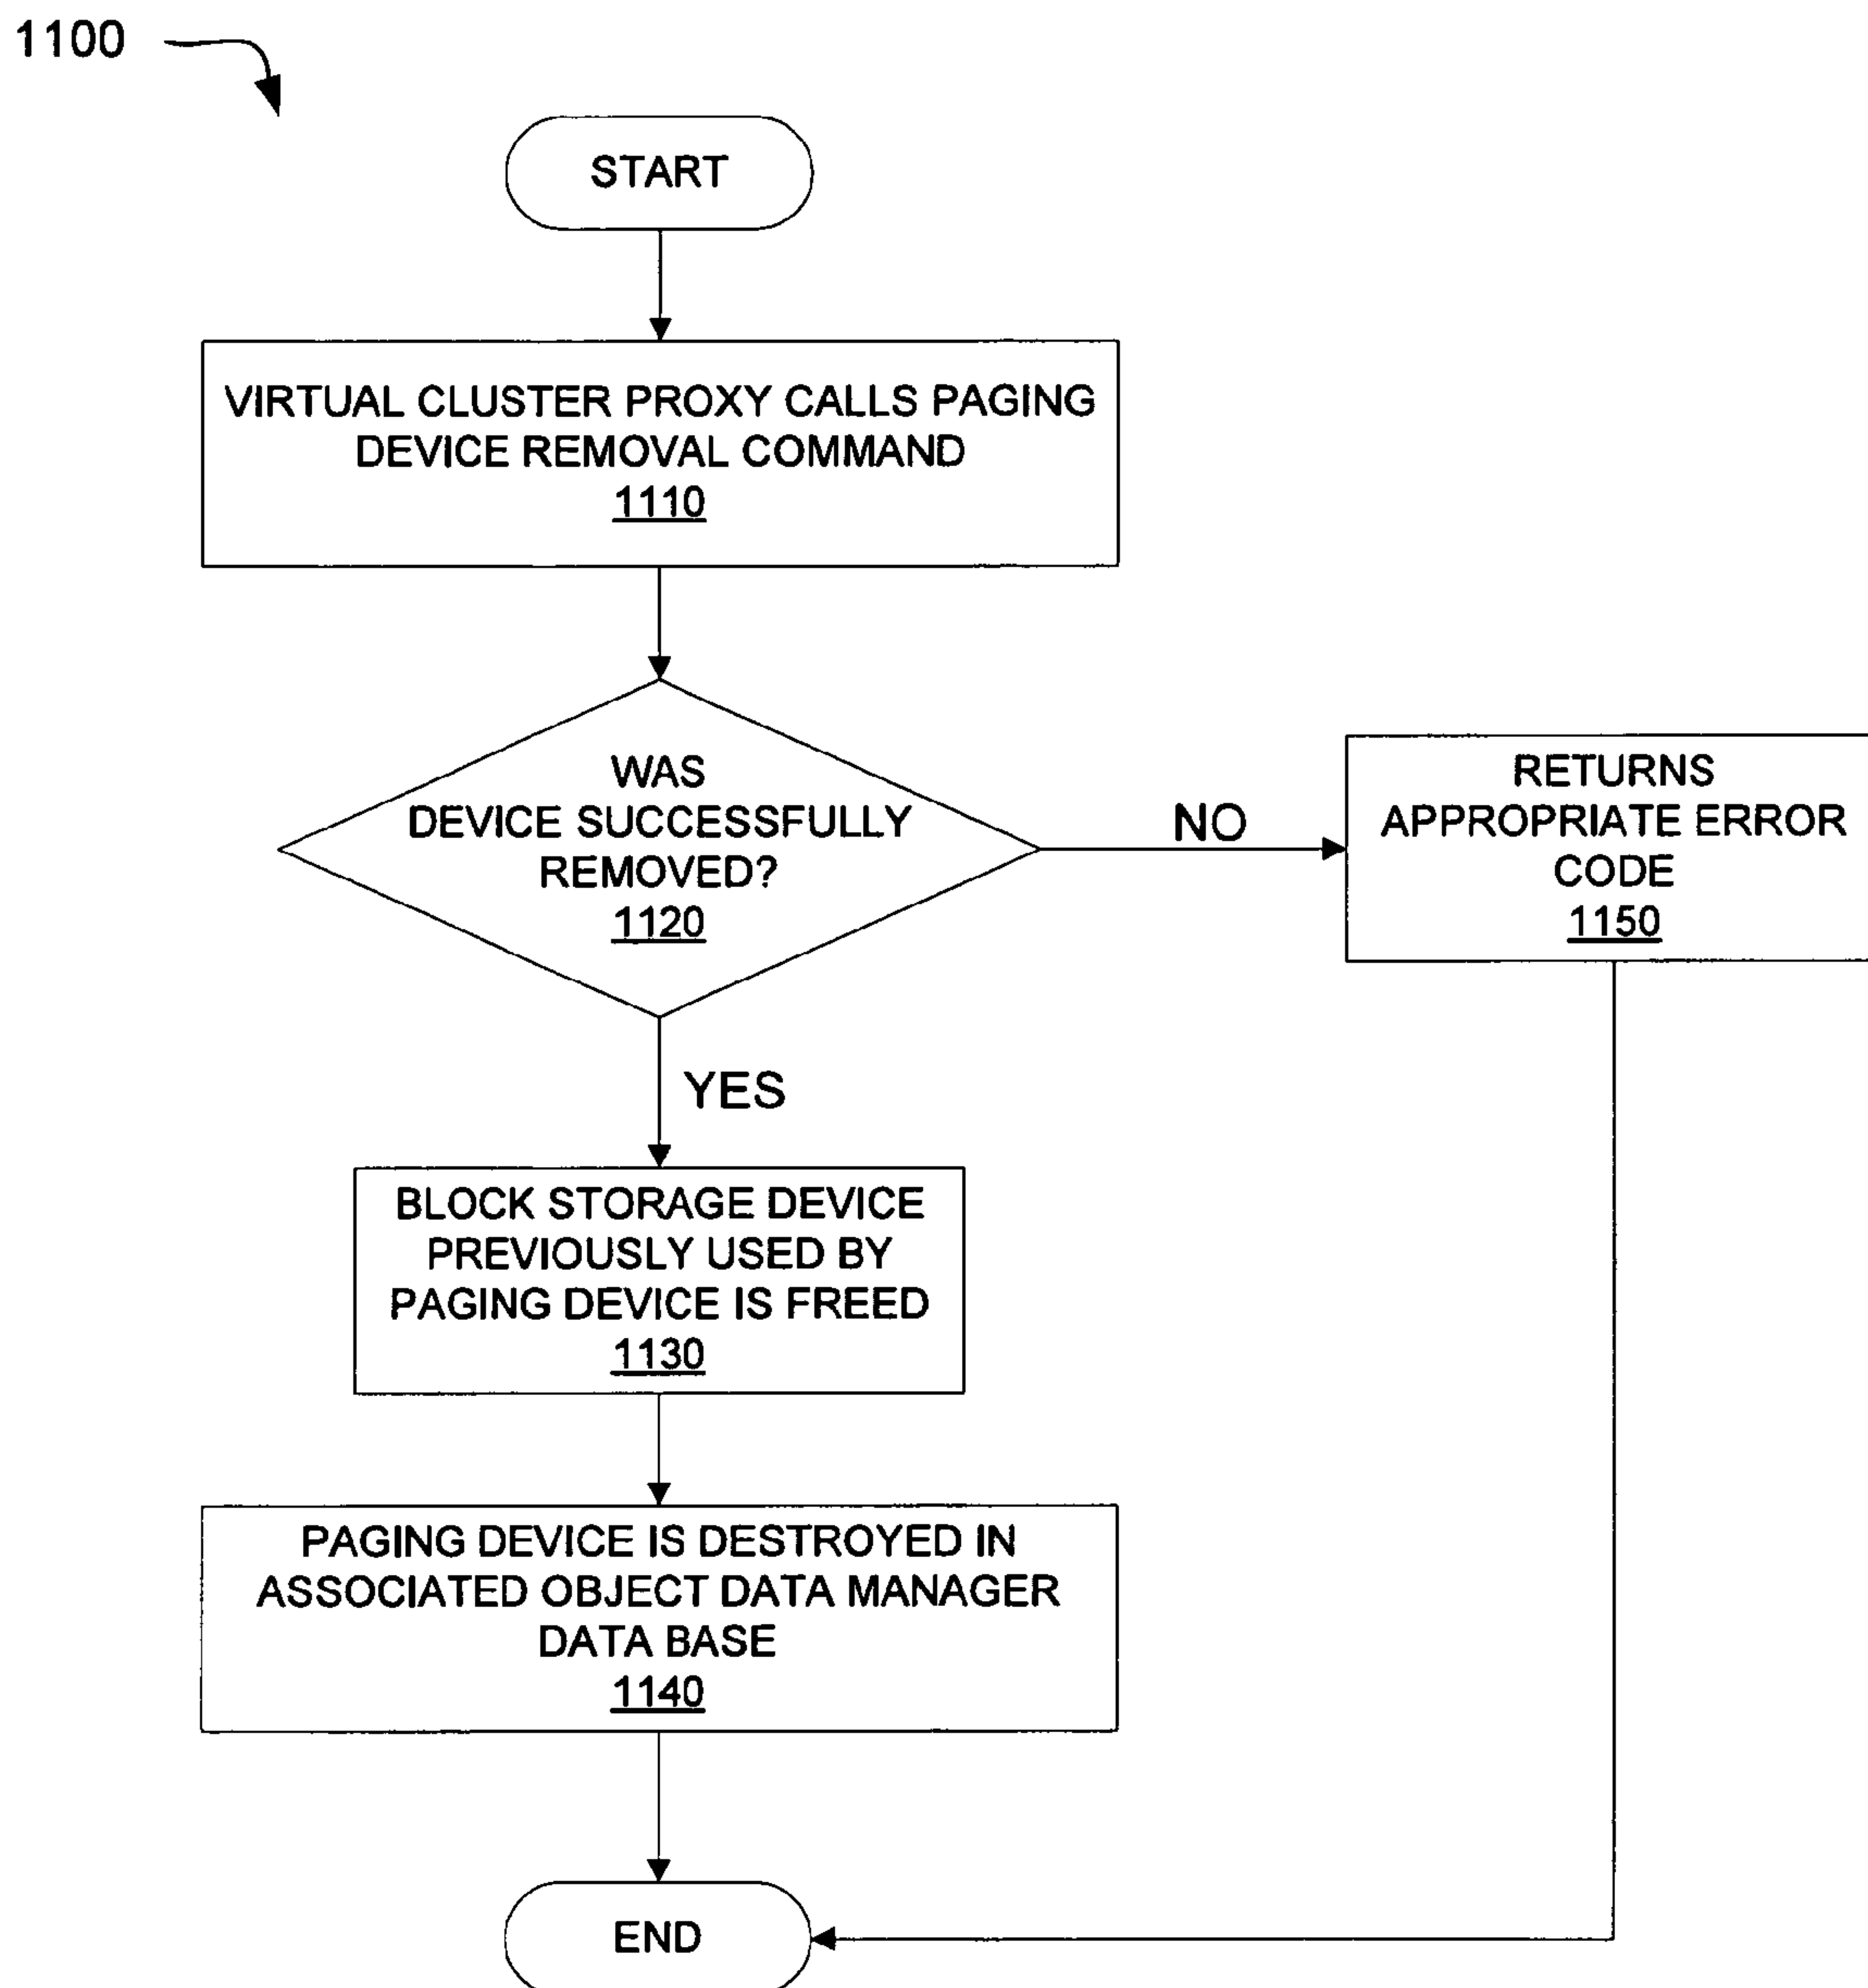 1100
START
VIRTUAL CLUSTER PROXY CALLS PAGING
DEVICE REMOVAL COMMAND
1110
WAS
DEVICE SUCCESSFULLY
REMOVED?
1120
NO
RETURNS
APPROPRIATE ERROR
CODE
1150
YES
BLOCK STORAGE DEVICE
PREVIOUSLY USED BY
PAGING DEVICE IS FREED
1130
PAGING DEVICE IS DESTROYED IN
ASSOCIATED OBJECT DATA MANAGER
DATA BASE
1140
END